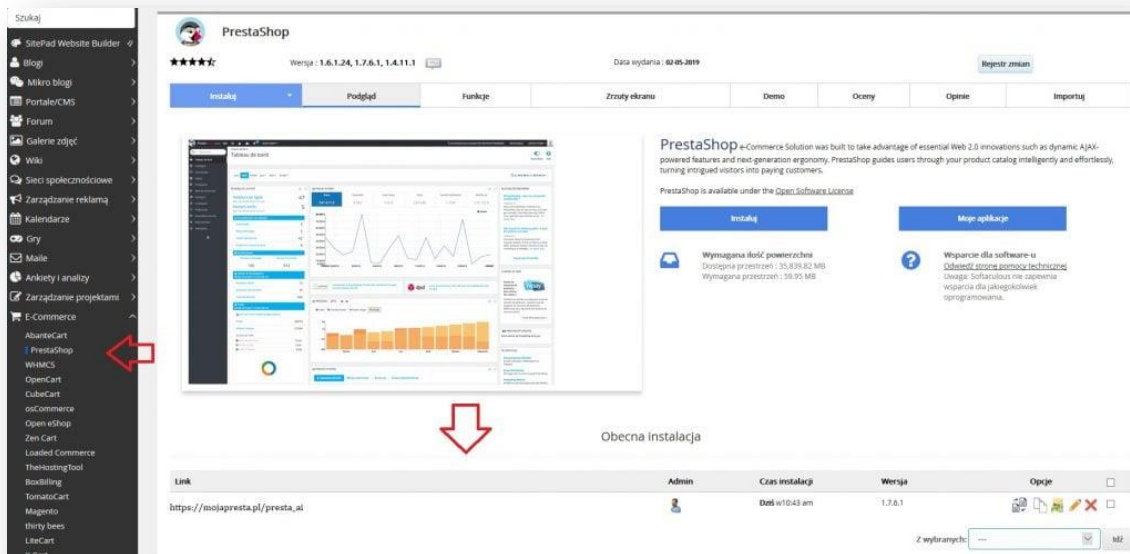 Szukaj
SitePad Website Builder
Blogi
Mikro blogi
Portale/CMS
Forum
Galerie zdjęć
Wiki
Sieci społecznościowe
Zarządzanie reklamą
Kalendarze
Gry
Maile
Ankiety i analizy
Zarządzanie projektami
E-Commerce
AbanteCart
PrestaShop
WHMCS
OpenCart
CubeCart
osCommerce
Open eShop
Zen Cart
Loaded Commerce
TheHostingTool
BoxBilling
TomatoCart
Magento
thirty bees
LiteCart
PrestaShop
Wersja : 1.6.1.24, 1.7.6.1, 1.4.11.1
Data wydania : 02-05-2019
Rejestr zmian
Instaluj
Podgląd
Funkcje
Zrzuty ekranu
Demo
Oceny
Opinie
Importuj
Tableau de bord
PrestaShop e-Commerce Solution was built to take advantage of essential Web 2.0 innovations such as dynamic AJAX-
powered features and next-generation ergonomy. PrestaShop guides users through your product catalog intelligently and effortlessly,
turning intrigued visitors into paying customers.
PrestaShop is available under the Open Software License
Instaluj
Moje aplikacje
Wymagana ilość powierzchni
Dostępna przestrzeń : 35,839.82 MB
Wymagana przestrzeń : 59.95 MB
Wsparcie dla software-u
Odwiedź stronę pomocy technicznej
Uwaga: Softaculous nie zapewnia
wsparcia dla jakiegokolwiek
oprogramowania.
Obecna instalacja
Link Admin Czas instalacji Wersja Opcje
https://mojapresta.pl/presta_ai Dziś w10:43 am 1.7.6.1
Z wybranych: --- Idź